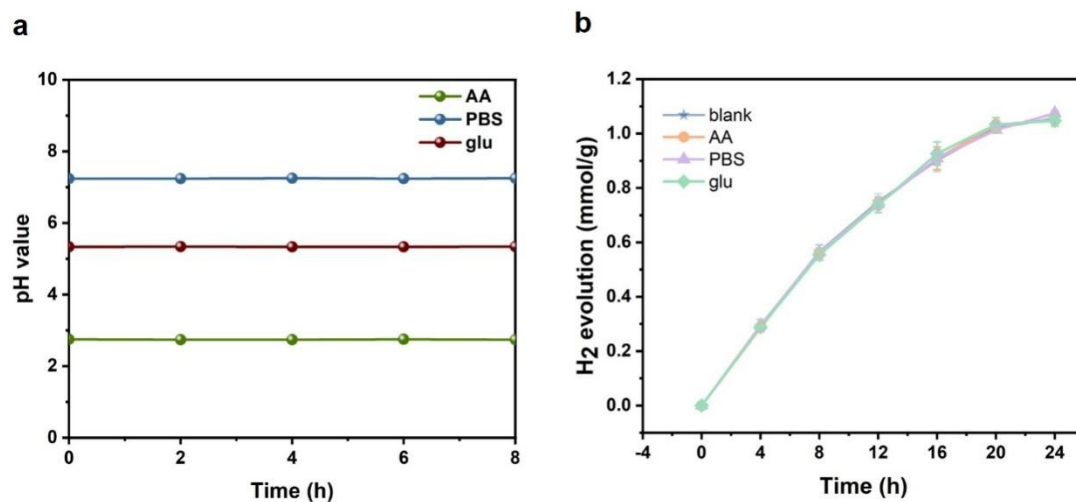 a
10
8
6
4
2
0
pH value
0 2 4 6 8
Time (h)
AA
PBS
glu
b
1.2
1.0
0.8
0.6
0.4
0.2
0.0
H2 evolution (mmol/g)
-4 0 4 8 12 16 20 24
Time (h)
blank
AA
PBS
glu